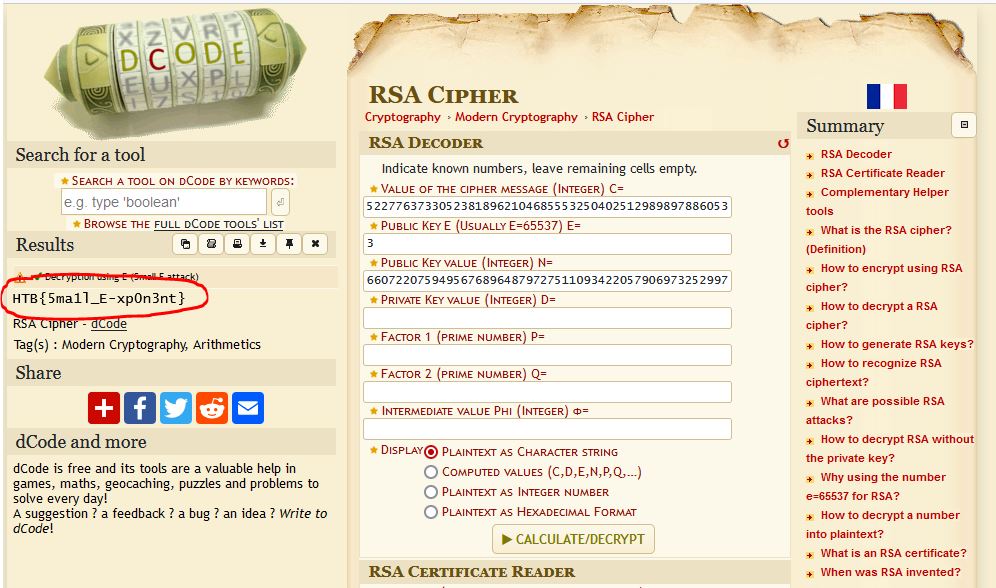 DCODE
Search for a tool
★ SEARCH A TOOL ON DCODE BY KEYWORDS:
e.g. type 'boolean'
★ BROWSE THE FULL DCODE TOOLS' LIST
Results
Decryption using E (Small E attack)
HTB{5ma1l_E-xp0n3nt}
RSA Cipher - dCode
Tag(s) : Modern Cryptography, Arithmetics
Share
dCode and more
dCode is free and its tools are a valuable help in
games, maths, geocaching, puzzles and problems to
solve every day!
A suggestion ? a feedback ? a bug ? an idea ? Write to
dCode!
RSA CIPHER
Cryptography › Modern Cryptography › RSA Cipher
RSA DECODER
Indicate known numbers, leave remaining cells empty.
★ VALUE OF THE CIPHER MESSAGE (INTEGER) C=
522776373305238189621046855532504025129898978860​53
★ PUBLIC KEY E (USUALLY E=65537) E=
3
★ PUBLIC KEY VALUE (INTEGER) N=
66072207594956768964879727511093422057906973252997
★ PRIVATE KEY VALUE (INTEGER) D=
★ FACTOR 1 (PRIME NUMBER) P=
★ FACTOR 2 (PRIME NUMBER) Q=
★ INTERMEDIATE VALUE PHI (INTEGER) Φ=
★ DISPLAY PLAINTEXT AS CHARACTER STRING
COMPUTED VALUES (C,D,E,N,P,Q,...)
PLAINTEXT AS INTEGER NUMBER
PLAINTEXT AS HEXADECIMAL FORMAT
▶ CALCULATE/DECRYPT
RSA CERTIFICATE READER
Summary
RSA Decoder
RSA Certificate Reader
Complementary Helper
tools
What is the RSA cipher?
(Definition)
How to encrypt using RSA
cipher?
How to decrypt a RSA
cipher?
How to generate RSA keys?
How to recognize RSA
ciphertext?
What are possible RSA
attacks?
How to decrypt RSA without
the private key?
Why using the number
e=65537 for RSA?
How to decrypt a number
into plaintext?
What is an RSA certificate?
When was RSA invented?